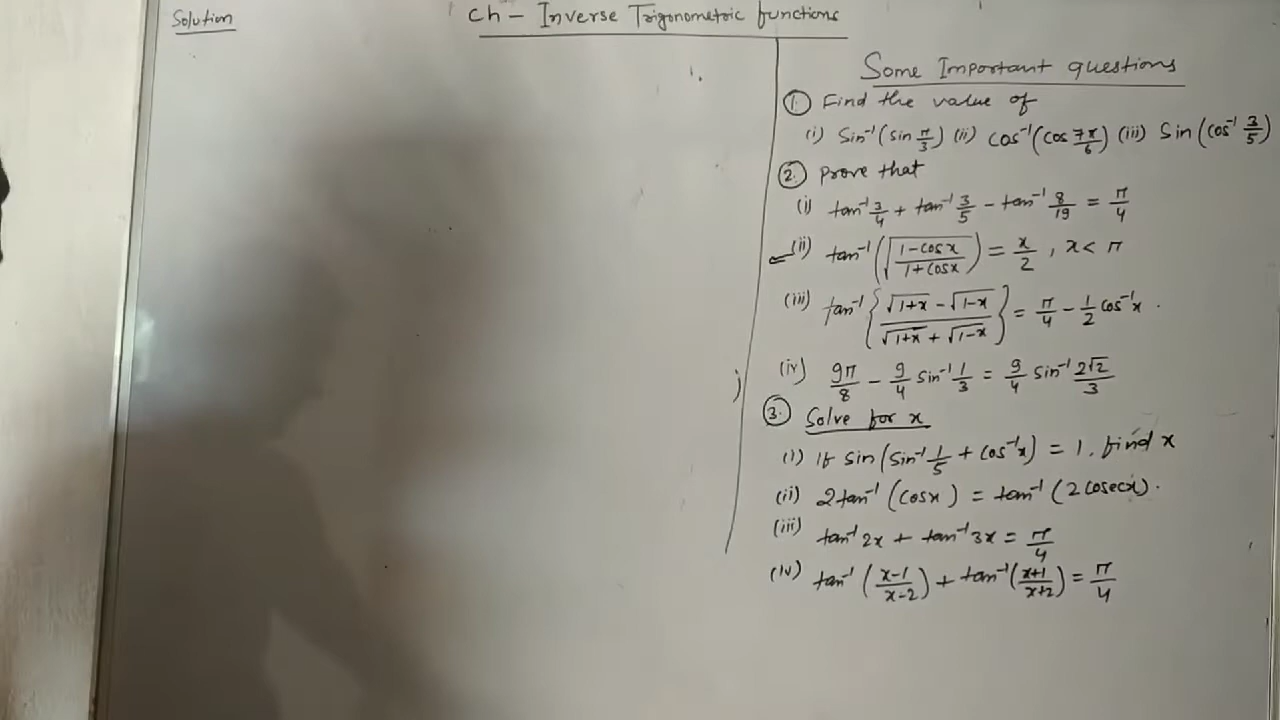 Solution
Ch - Inverse Trigonometric functions
Some Important questions
① Find the value of
(i) Sin⁻¹(sin π/3) (ii) cos⁻¹(cos 7π/6) (iii) Sin(cos⁻¹ 3/5)
② prove that
(i) tan⁻¹ 3/4 + tan⁻¹ 3/5 - tan⁻¹ 8/19 = π/4
(ii) tan⁻¹(√((1-cosx)/(1+cosx))) = x/2, x < π
(iii) tan⁻¹{(√(1+x) - √(1-x))/(√(1+x) + √(1-x))} = π/4 - 1/2 cos⁻¹x.
(iv) 9π/8 - 9/4 sin⁻¹ 1/3 = 9/4 sin⁻¹ 2√2/3
③ Solve for x
(i) If sin(sin⁻¹ 1/5 + cos⁻¹x) = 1. find x
(ii) 2tan⁻¹(cosx) = tan⁻¹(2cosecx).
(iii) tan⁻¹2x + tan⁻¹3x = π/4
(iv) tan⁻¹((x-1)/(x-2)) + tan⁻¹((x+1)/(x+2)) = π/4